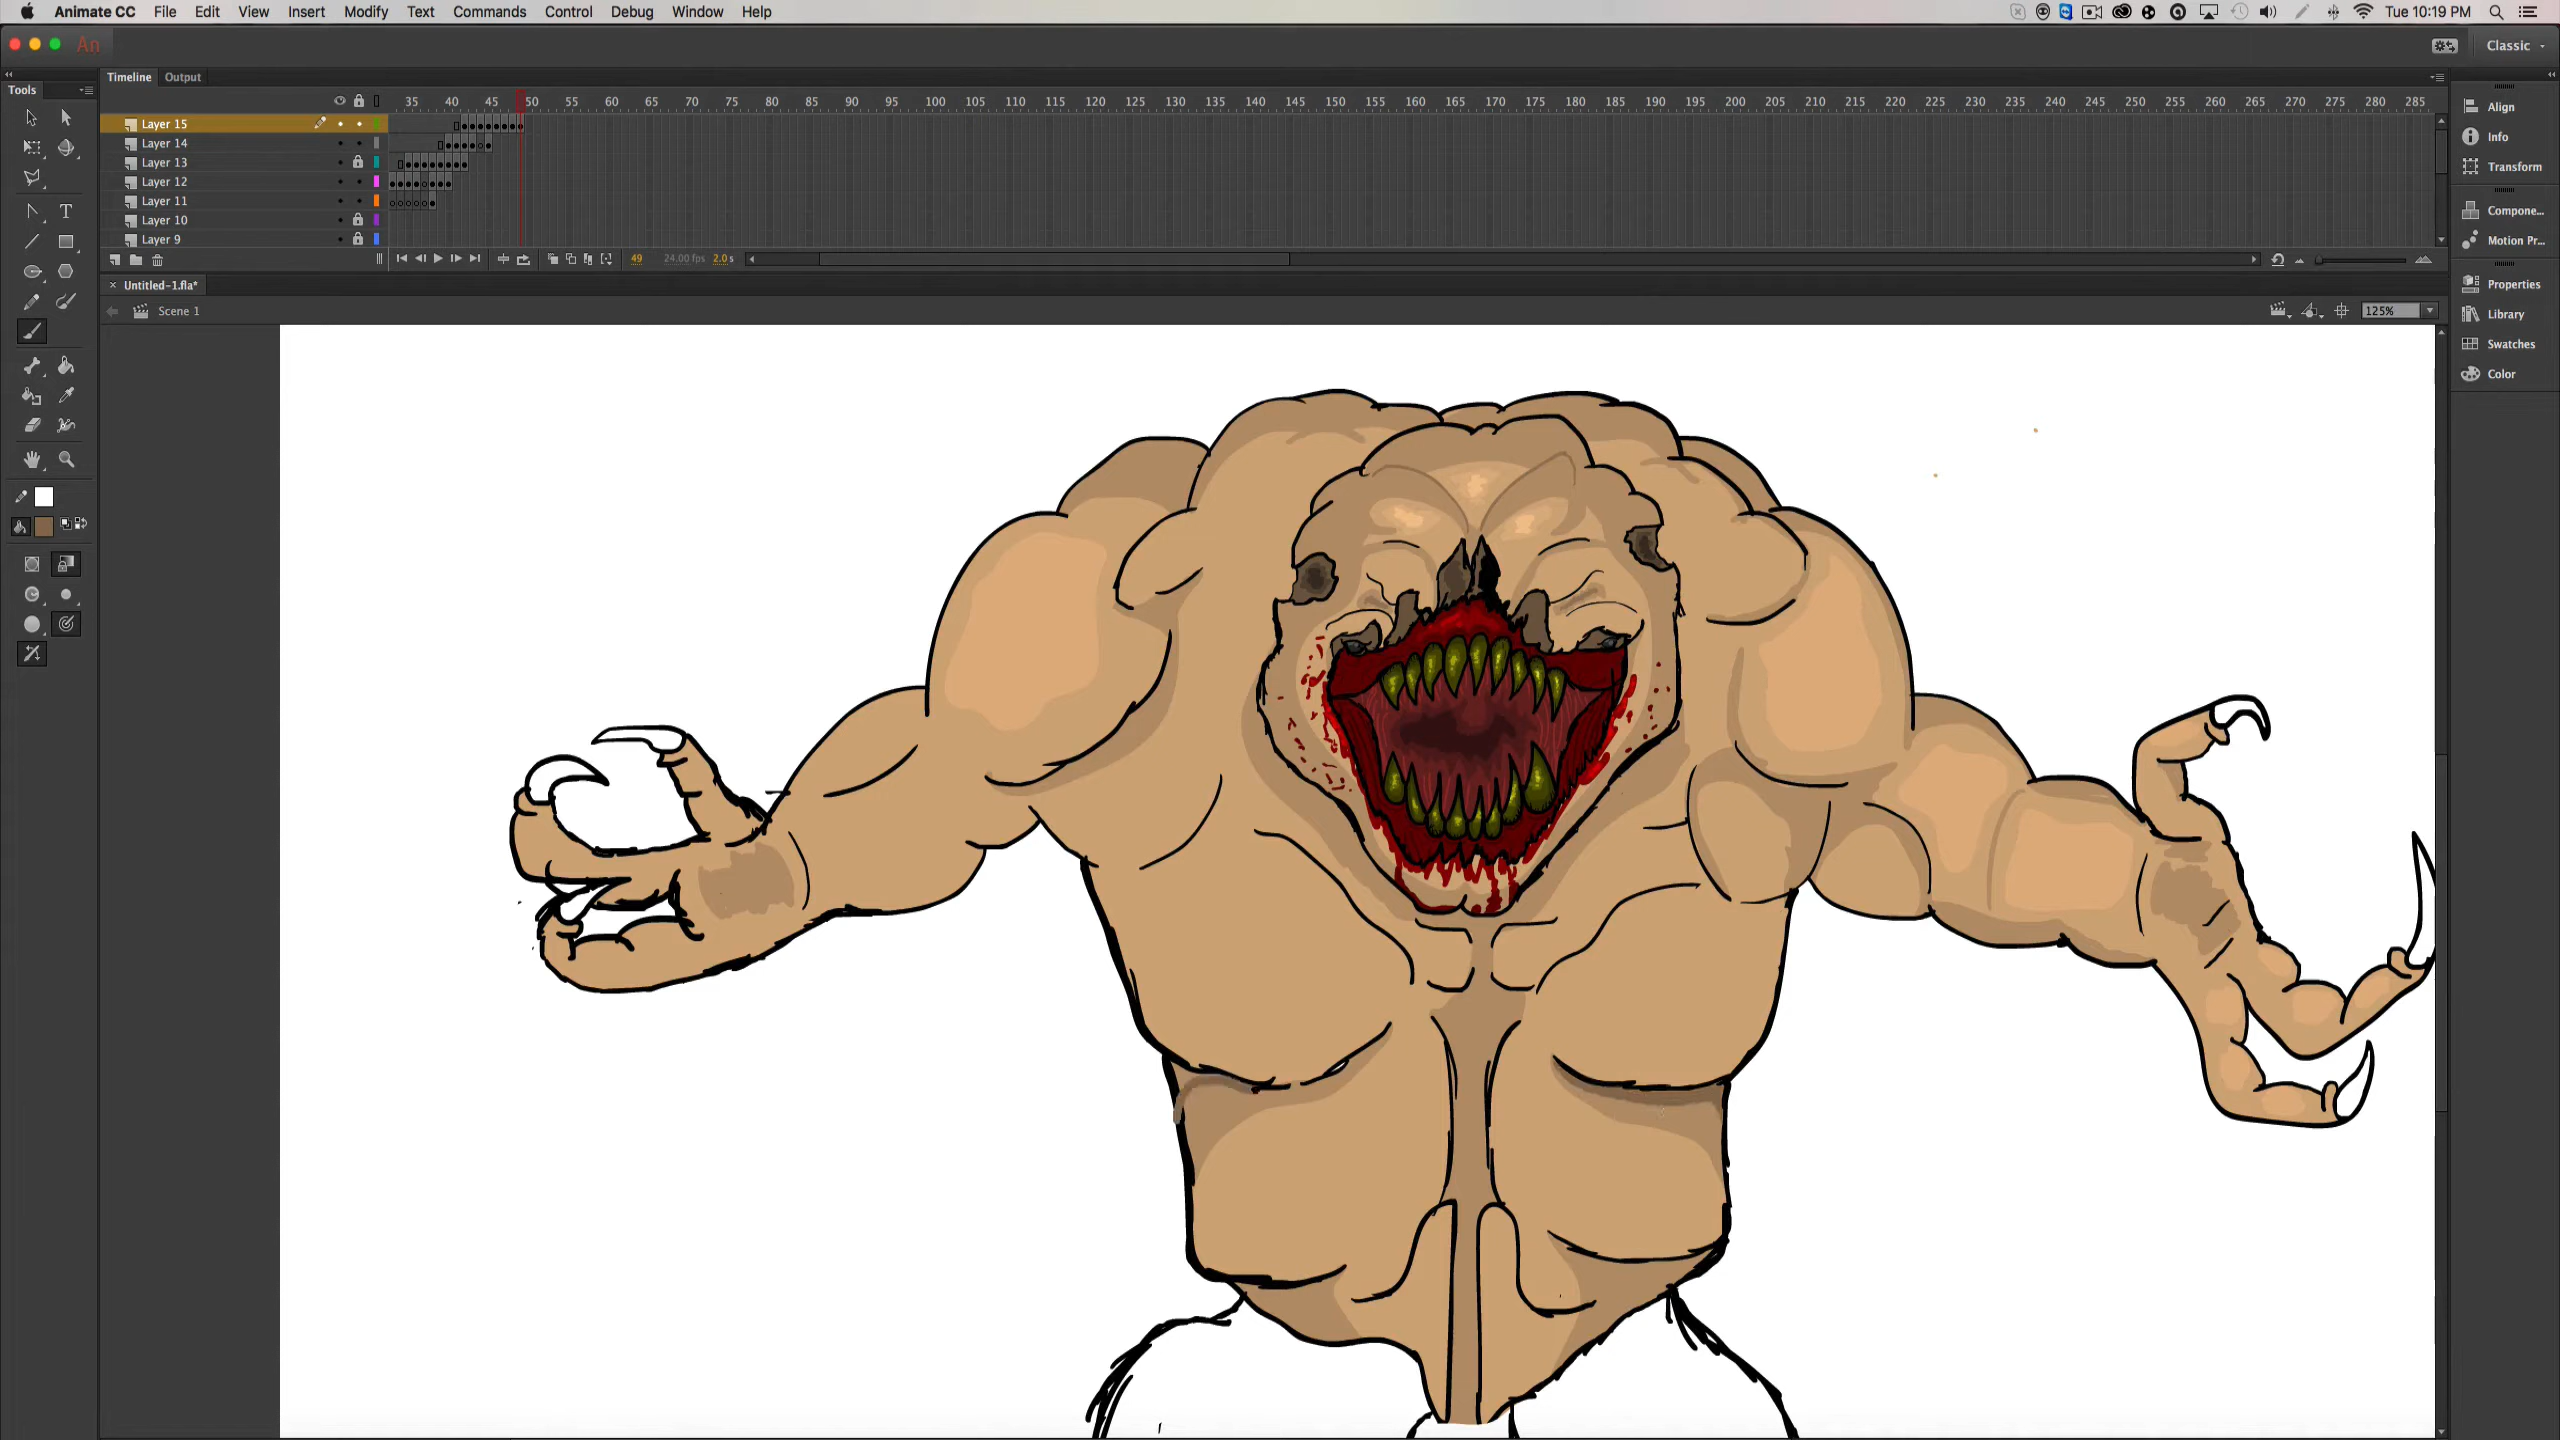 Animate CC File Edit View Insert Modify Text Commands Control Debug Window Help Tue 10:19 PM
An Classic
Tools Timeline Output
35 40 45 50 55 60 65 70 75 80 85 90 95 100 105 110 115 120 125 130 135 140 145 150 155 160 165 170 175 180 185 190 195 200 205 210 215 220 225 230 235 240 245 250 255 260 265 270 275 280 285
Layer 15
Layer 14
Layer 13
Layer 12
Layer 11
Layer 10
Layer 9
49 24.00 fps 2.0 s
Untitled-1.fla*
Scene 1 125%
Align
Info
Transform
Compone...
Motion Pr...
Properties
Library
Swatches
Color